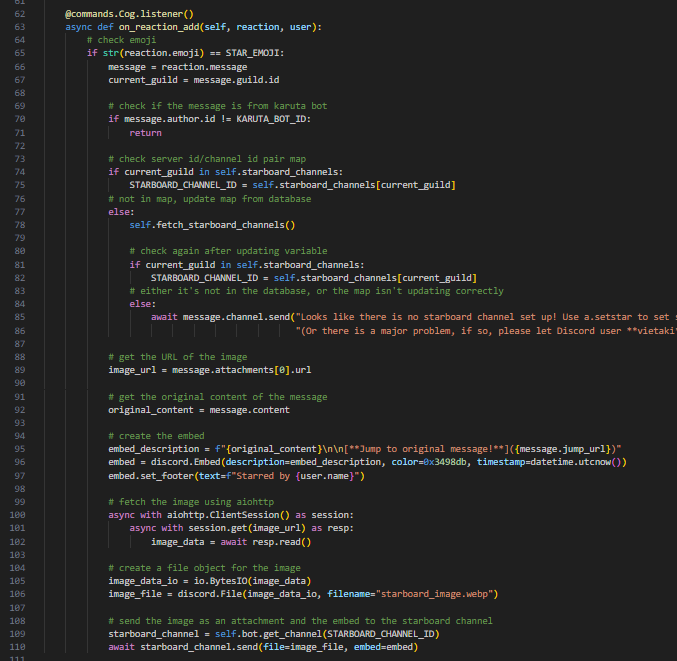 61
62 @commands.Cog.listener()
63 async def on_reaction_add(self, reaction, user):
64 # check emoji
65 if str(reaction.emoji) == STAR_EMOJI:
66 message = reaction.message
67 current_guild = message.guild.id
68
69 # check if the message is from karuta bot
70 if message.author.id != KARUTA_BOT_ID:
71 return
72
73 # check server id/channel id pair map
74 if current_guild in self.starboard_channels:
75 STARBOARD_CHANNEL_ID = self.starboard_channels[current_guild]
76 # not in map, update map from database
77 else:
78 self.fetch_starboard_channels()
79
80 # check again after updating variable
81 if current_guild in self.starboard_channels:
82 STARBOARD_CHANNEL_ID = self.starboard_channels[current_guild]
83 # either it's not in the database, or the map isn't updating correctly
84 else:
85 await message.channel.send("Looks like there is no starboard channel set up! Use a.setstar to set s
86 "(Or there is a major problem, if so, please let Discord user **vietaki*
87
88 # get the URL of the image
89 image_url = message.attachments[0].url
90
91 # get the original content of the message
92 original_content = message.content
93
94 # create the embed
95 embed_description = f"{original_content}\n\n[**Jump to original message!**]({message.jump_url})"
96 embed = discord.Embed(description=embed_description, color=0x3498db, timestamp=datetime.utcnow())
97 embed.set_footer(text=f"Starred by {user.name}")
98
99 # fetch the image using aiohttp
100 async with aiohttp.ClientSession() as session:
101 async with session.get(image_url) as resp:
102 image_data = await resp.read()
103
104 # create a file object for the image
105 image_data_io = io.BytesIO(image_data)
106 image_file = discord.File(image_data_io, filename="starboard_image.webp")
107
108 # send the image as an attachment and the embed to the starboard channel
109 starboard_channel = self.bot.get_channel(STARBOARD_CHANNEL_ID)
110 await starboard_channel.send(file=image_file, embed=embed)
111